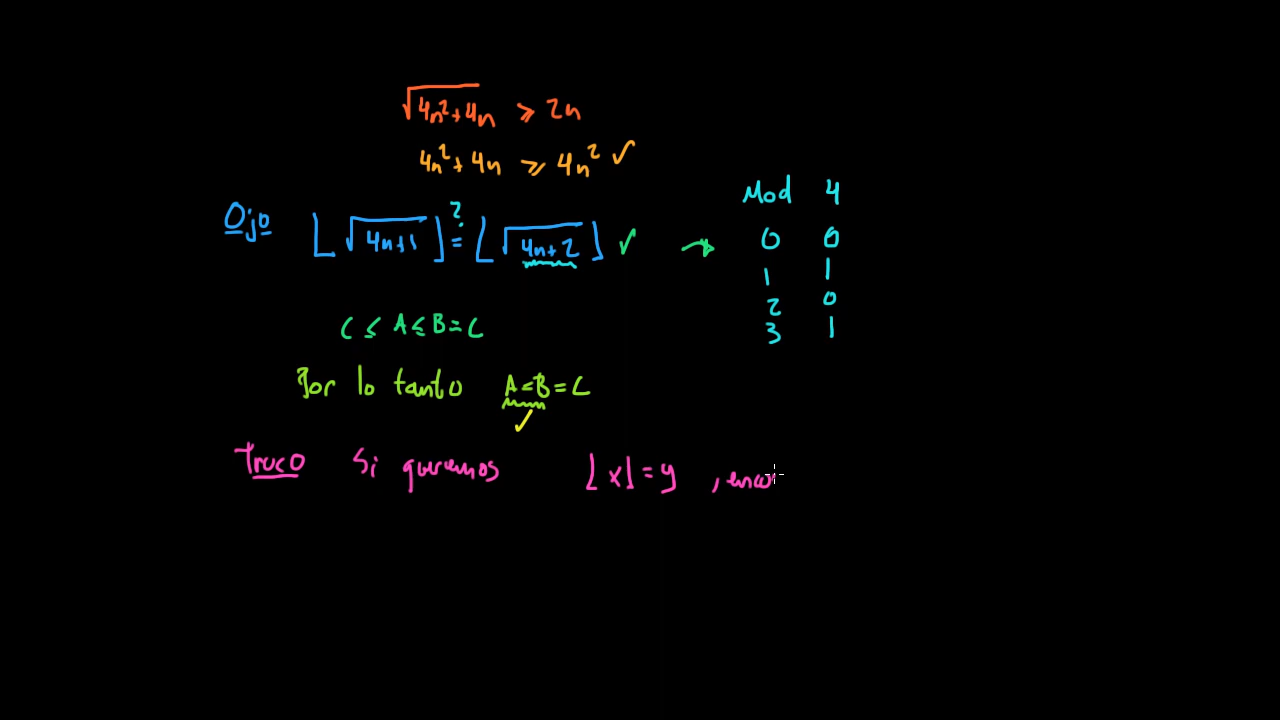 √4n²+4n ≥ 2n
4n²+4n ≥ 4n² ✓
Ojo ⌊√4n+1⌋ =? ⌊√4n+2⌋ ✓ →
Mod 4
0 0
1 1
2 0
3 1
C ≤ A ≤ B = C
Por lo tanto A = B = C
✓
Truco Si queremos ⌊x⌋ = y , enco